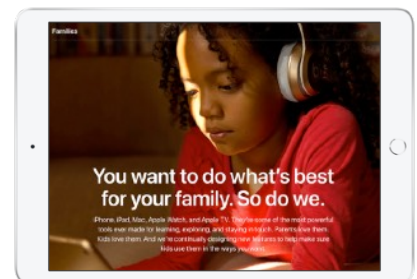 Families
You want to do what's best
for your family. So do we.
iPhone, iPad, Mac, Apple Watch, and Apple TV. They're some of the most powerful
tools ever made for learning, exploring, and staying in touch. Parents love them.
Kids love them. And we're continually designing new features to help make sure
kids use them in the ways you want.